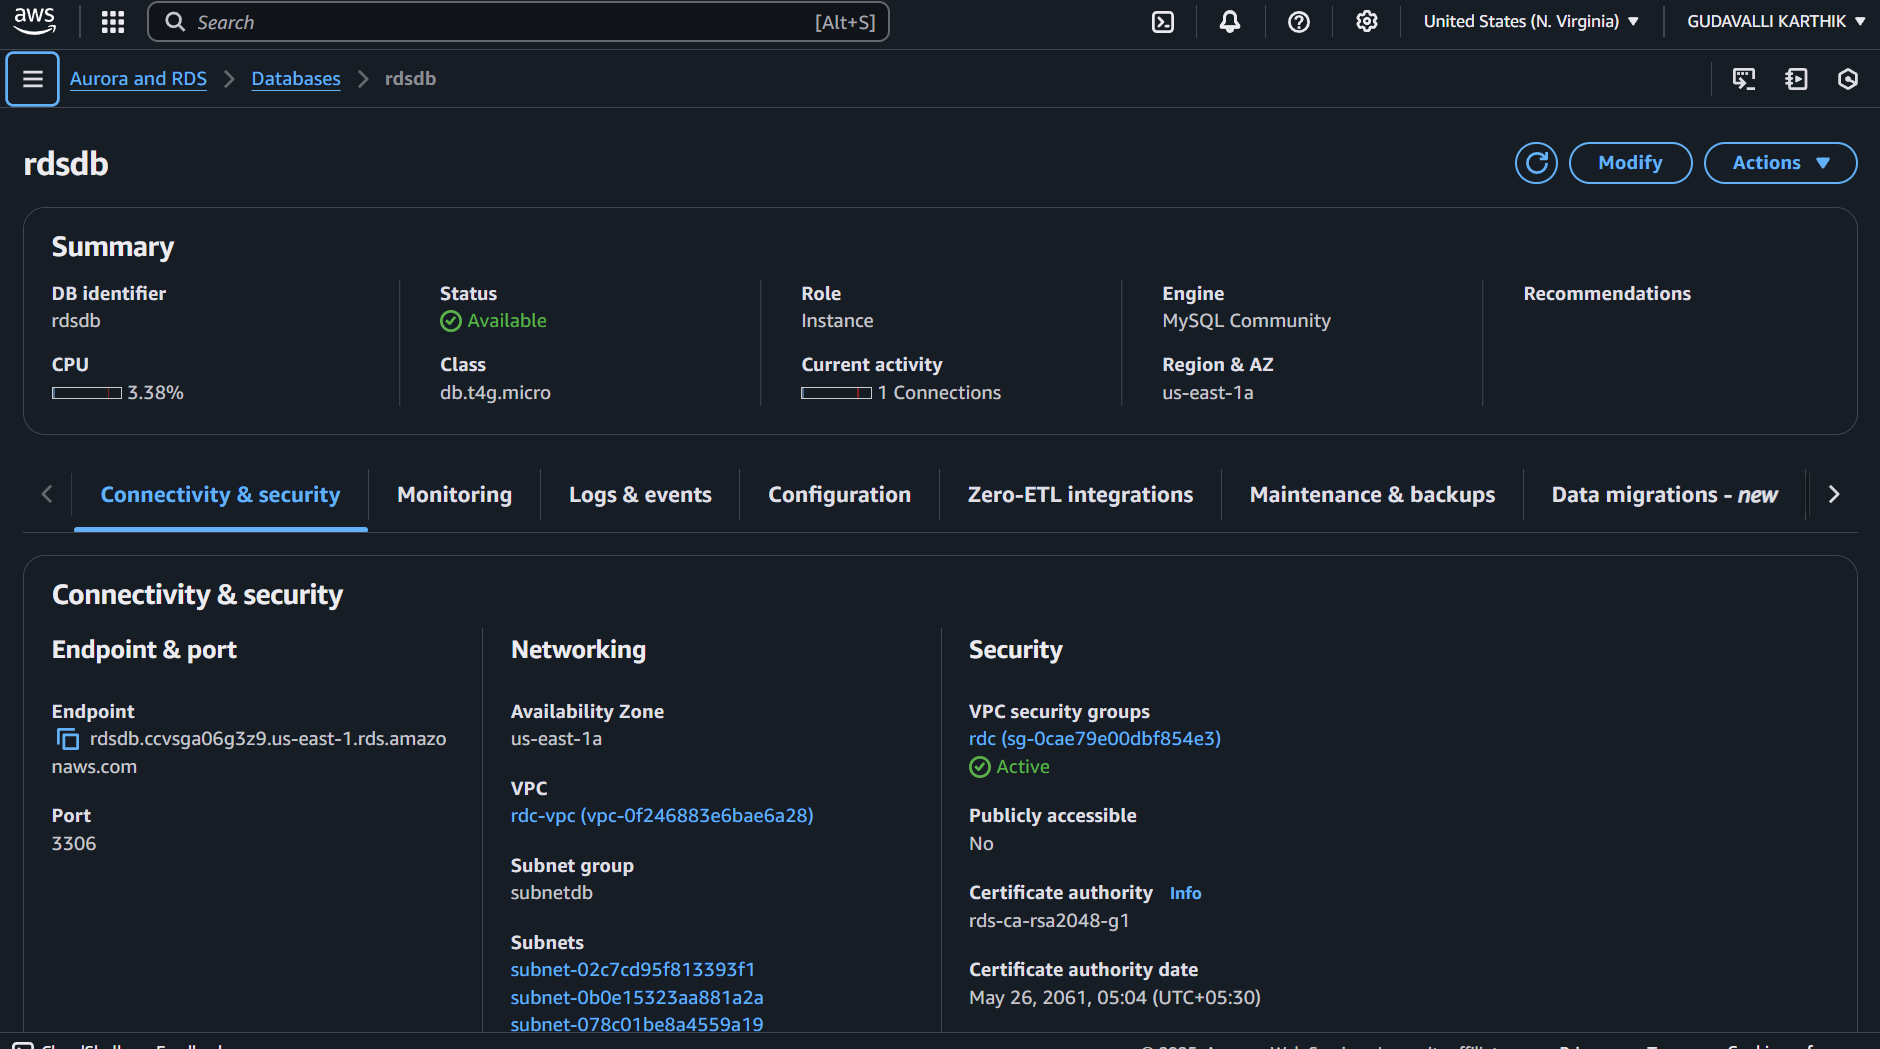 aws
Search [Alt+S]
United States (N. Virginia)
GUDAVALLI KARTHIK
Aurora and RDS
Databases
rdsdb
rdsdb
Modify
Actions
Summary
DB identifier
rdsdb
CPU
3.38%
Status
Available
Class
db.t4g.micro
Role
Instance
Current activity
1 Connections
Engine
MySQL Community
Region & AZ
us-east-1a
Recommendations
Connectivity & security
Monitoring
Logs & events
Configuration
Zero-ETL integrations
Maintenance & backups
Data migrations - new
Connectivity & security
Endpoint & port
Endpoint
rdsdb.ccvsga06g3z9.us-east-1.rds.amazo
naws.com
Port
3306
Networking
Availability Zone
us-east-1a
VPC
rdc-vpc (vpc-0f246883e6bae6a28)
Subnet group
subnetdb
Subnets
subnet-02c7cd95f813393f1
subnet-0b0e15323aa881a2a
subnet-078c01be8a4559a19
Security
VPC security groups
rdc (sg-0cae79e00dbf854e3)
Active
Publicly accessible
No
Certificate authority Info
rds-ca-rsa2048-g1
Certificate authority date
May 26, 2061, 05:04 (UTC+05:30)